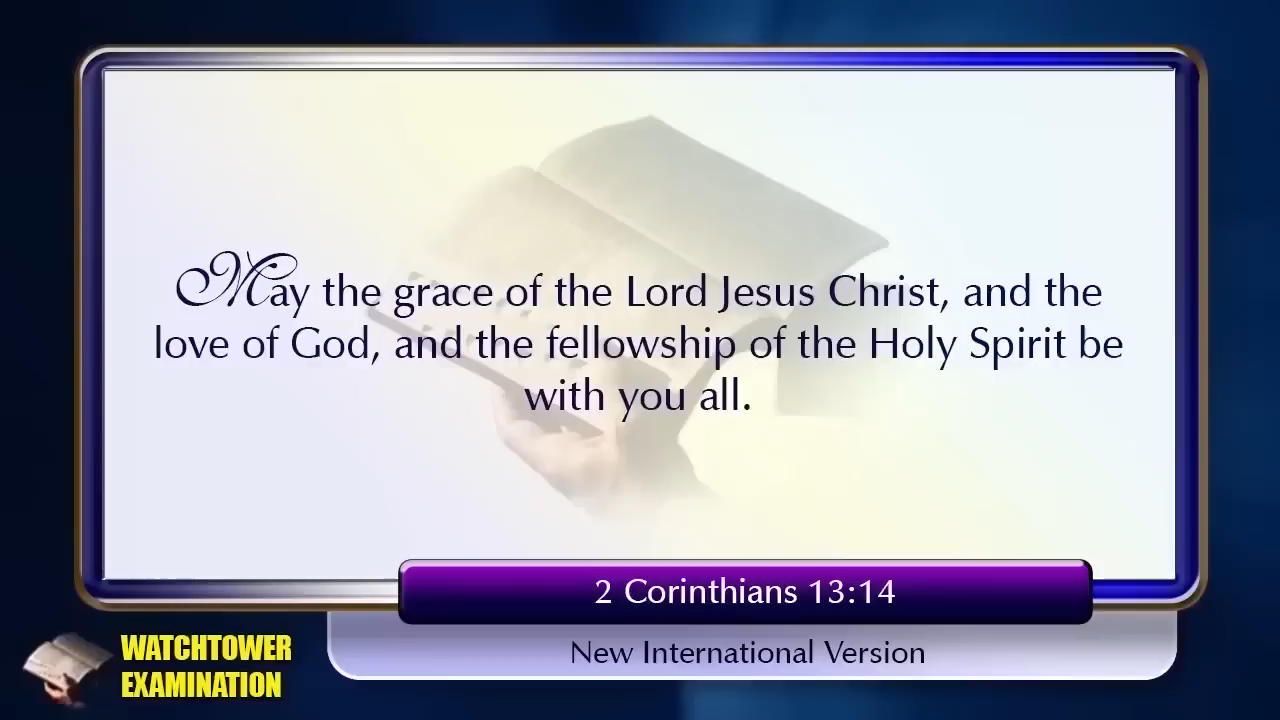 May the grace of the Lord Jesus Christ, and the
love of God, and the fellowship of the Holy Spirit be
with you all.
2 Corinthians 13:14
New International Version
WATCHTOWER
EXAMINATION